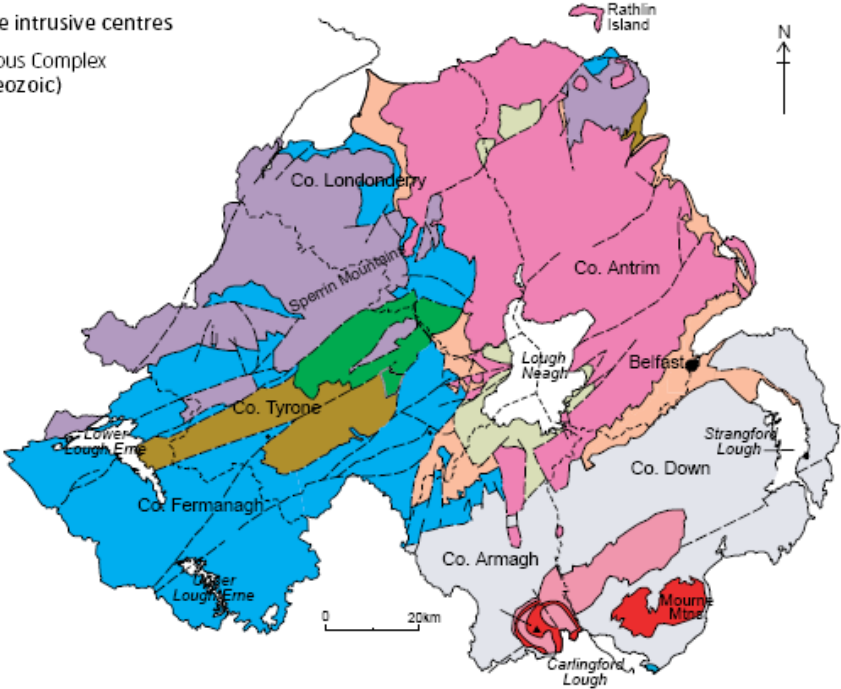 e intrusive centres
ous Complex
eozoic)
Rathlin
Island
N
Co. Londonderry
Sperrin Mountains
Co. Antrim
Lough
Neagh
Belfast
Co. Tyrone
Lower
Lough Erne
Strangford
Lough
Co. Down
Co. Fermanagh
Co. Armagh
Upper
Lough Erne
Mourne
Mtns
0 20km
Carlingford
Lough